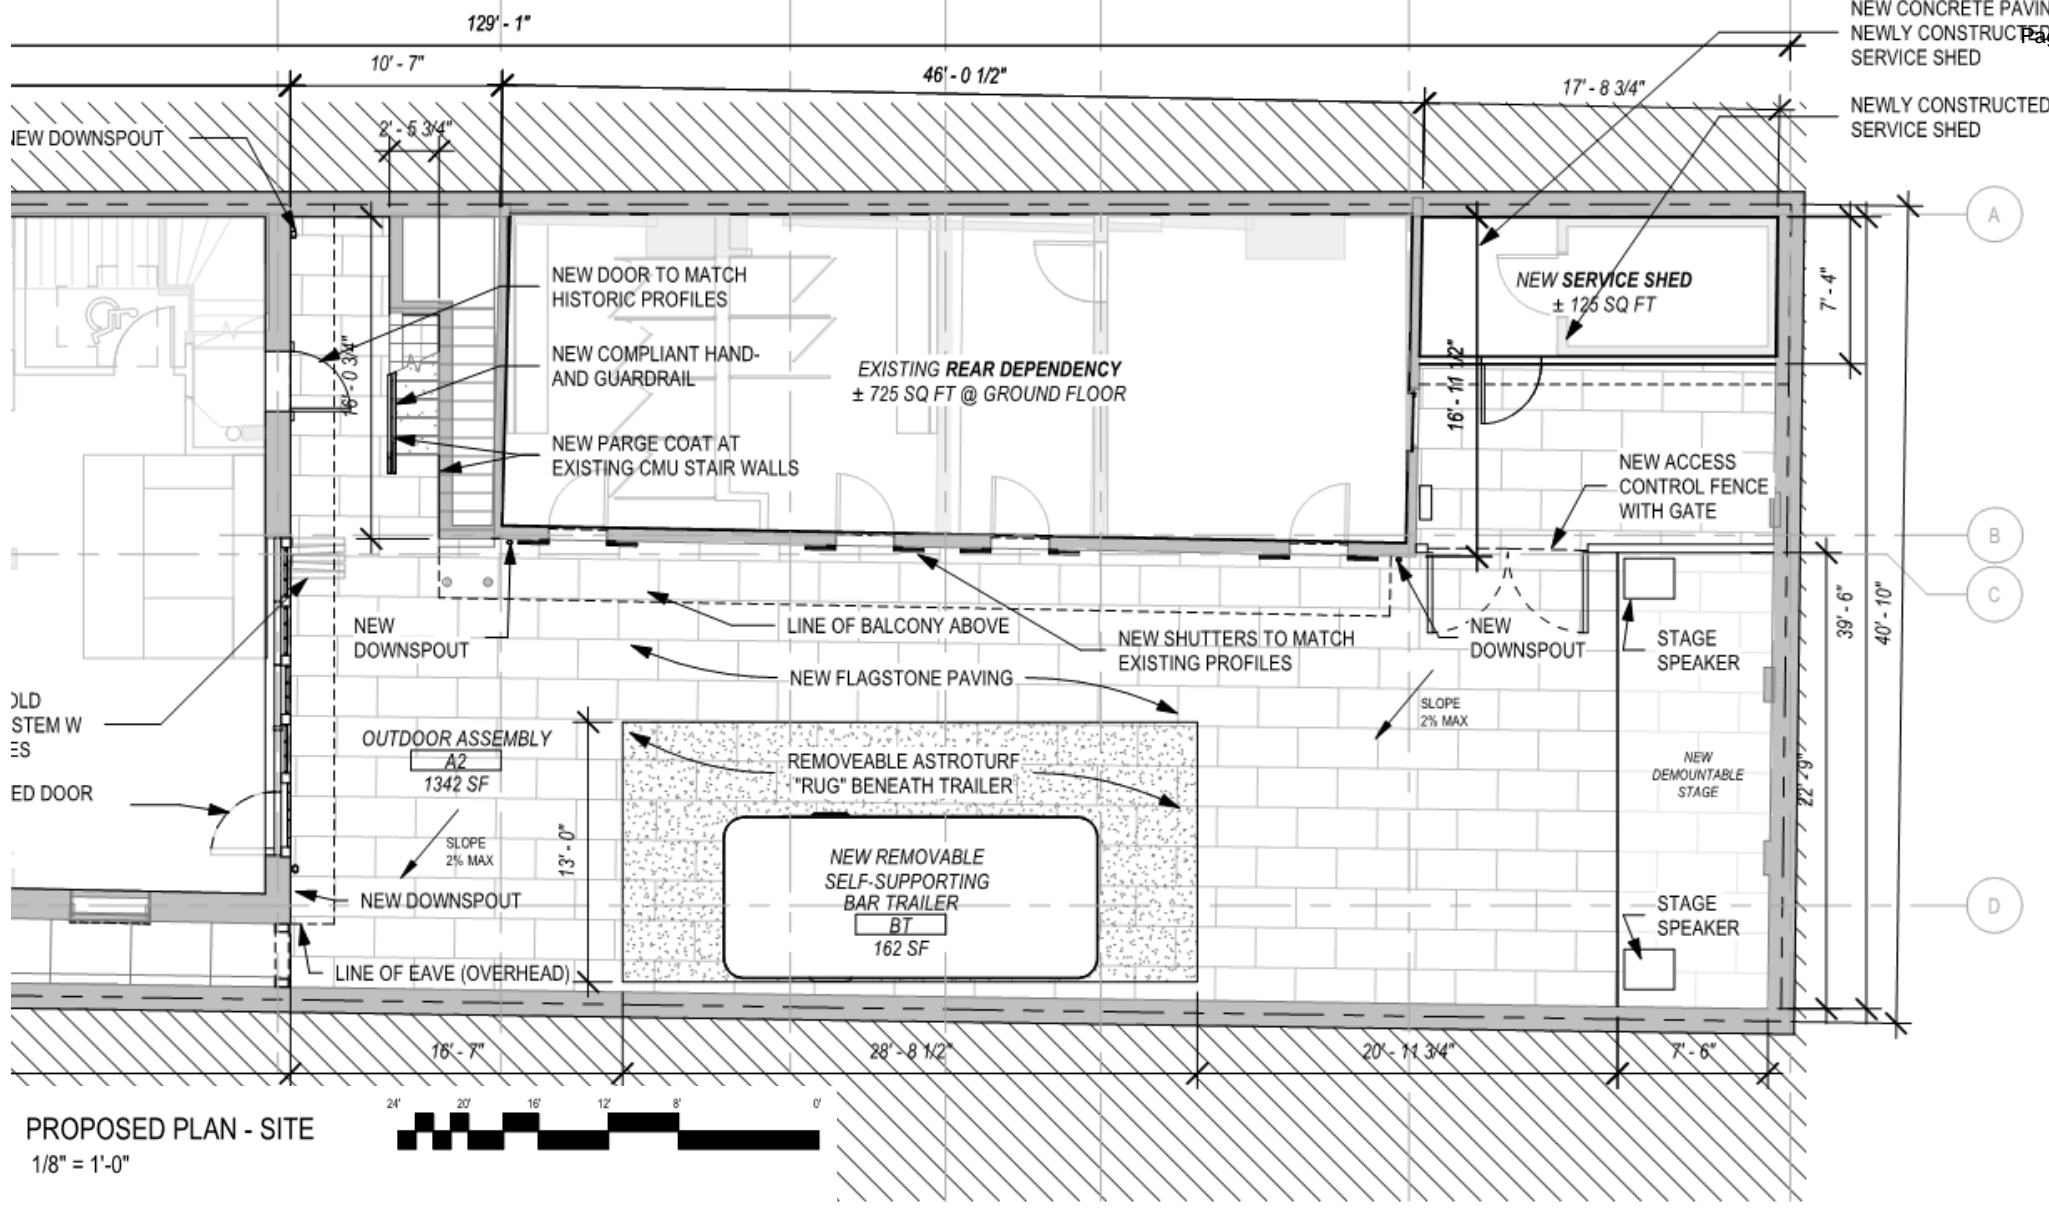 129' - 1"
NEW CONCRETE PAVIN
NEWLY CONSTRUCTED
SERVICE SHED
10' - 7"
46' - 0 1/2"
17' - 8 3/4"
NEWLY CONSTRUCTED
SERVICE SHED
NEW DOWNSPOUT
2' - 5 3/4"
A
NEW DOOR TO MATCH
HISTORIC PROFILES
NEW SERVICE SHED
± 125 SQ FT
7' - 4"
16' - 0 3/4"
NEW COMPLIANT HAND-
AND GUARDRAIL
EXISTING REAR DEPENDENCY
± 725 SQ FT @ GROUND FLOOR
16' - 11 1/2"
NEW PARGE COAT AT
EXISTING CMU STAIR WALLS
NEW ACCESS
CONTROL FENCE
WITH GATE
B
C
39' - 6"
40' - 10"
NEW
DOWNSPOUT
LINE OF BALCONY ABOVE
NEW SHUTTERS TO MATCH
EXISTING PROFILES
NEW
DOWNSPOUT
STAGE
SPEAKER
NEW FLAGSTONE PAVING
SLOPE
2% MAX
OLD
STEM W
ES
OUTDOOR ASSEMBLY
A2
1342 SF
REMOVEABLE ASTROTURF
"RUG" BENEATH TRAILER
NEW
DEMOUNTABLE
STAGE
22' - 9"
ED DOOR
SLOPE
2% MAX
13' - 0"
NEW REMOVABLE
SELF-SUPPORTING
BAR TRAILER
BT
162 SF
NEW DOWNSPOUT
STAGE
SPEAKER
D
LINE OF EAVE (OVERHEAD)
16' - 7"
28' - 8 1/2"
20' - 11 3/4"
7' - 6"
24' 20' 16' 12' 8' 0'
PROPOSED PLAN - SITE
1/8" = 1'-0"